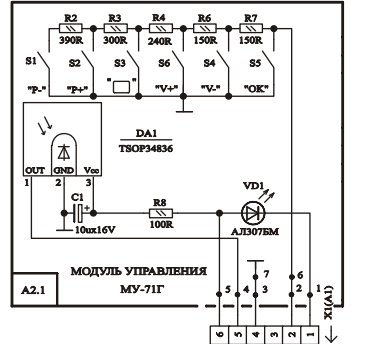 R2 R3 R4 R6 R7
390R 300R 240R 150R 150R
S1 S2 S3 S6 S4 S5
"P-" "P+" " " "V+" "V-" "OK"
DA1
TSOP34836
OUT GND Vcc
1 2 3
C1
+
10ux16V
R8
100R
VD1
АЛ307БМ
МОДУЛЬ УПРАВЛЕНИЯ
МУ-71Г
А2.1
7 6
5 4 3 2 1
X1(A1)
6 5 4 3 2 1